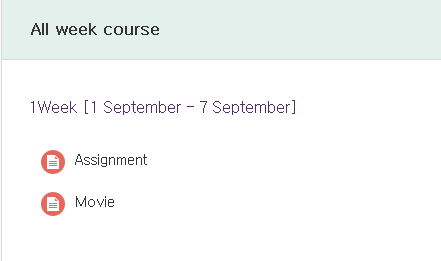 All week course
1Week [1 September - 7 September]
Assignment
Movie